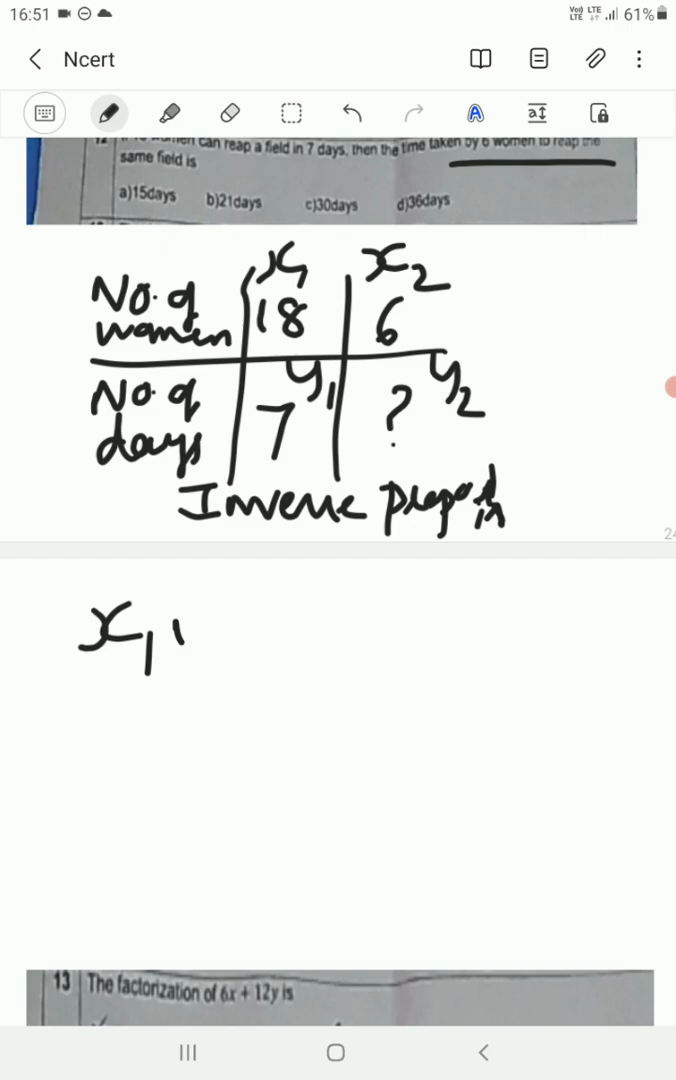 16:51 61%
Ncert
can reap a field in 7 days, then the time taken by 6 women to reap the
same field is
a)15days b)21days c)30days d)36days
x1 x2
No. of women 18 6
y1 y2
No. of days 7 ?
Inverse
x1
13 The factorization of 6x + 12y is